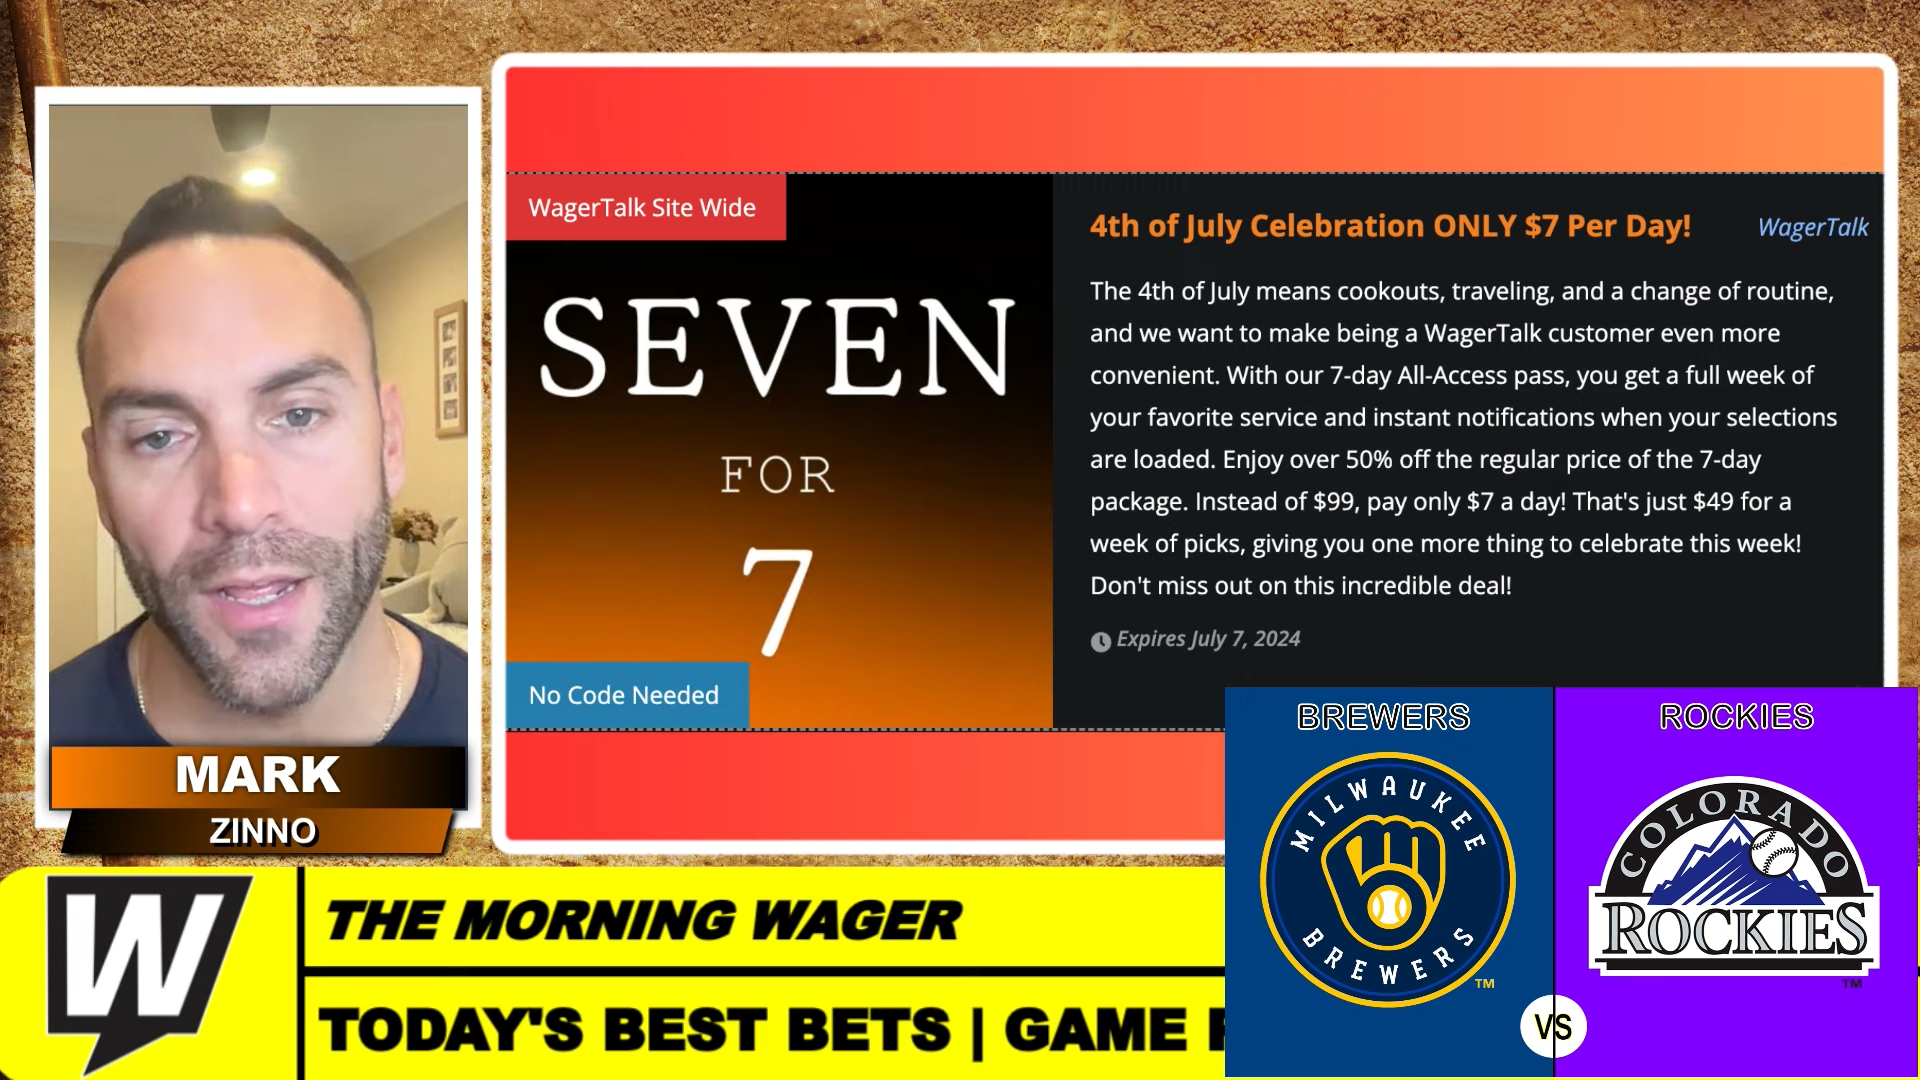 WagerTalk Site Wide
SEVEN
FOR
7
No Code Needed
4th of July Celebration ONLY $7 Per Day!
WagerTalk
The 4th of July means cookouts, traveling, and a change of routine,
and we want to make being a WagerTalk customer even more
convenient. With our 7-day All-Access pass, you get a full week of
your favorite service and instant notifications when your selections
are loaded. Enjoy over 50% off the regular price of the 7-day
package. Instead of $99, pay only $7 a day! That's just $49 for a
week of picks, giving you one more thing to celebrate this week!
Don't miss out on this incredible deal!
Expires July 7, 2024
MARK
ZINNO
BREWERS
MILWAUKEE
BREWERS
TM
VS
ROCKIES
COLORADO
ROCKIES
TM
W
THE MORNING WAGER
TODAY'S BEST BETS | GAME